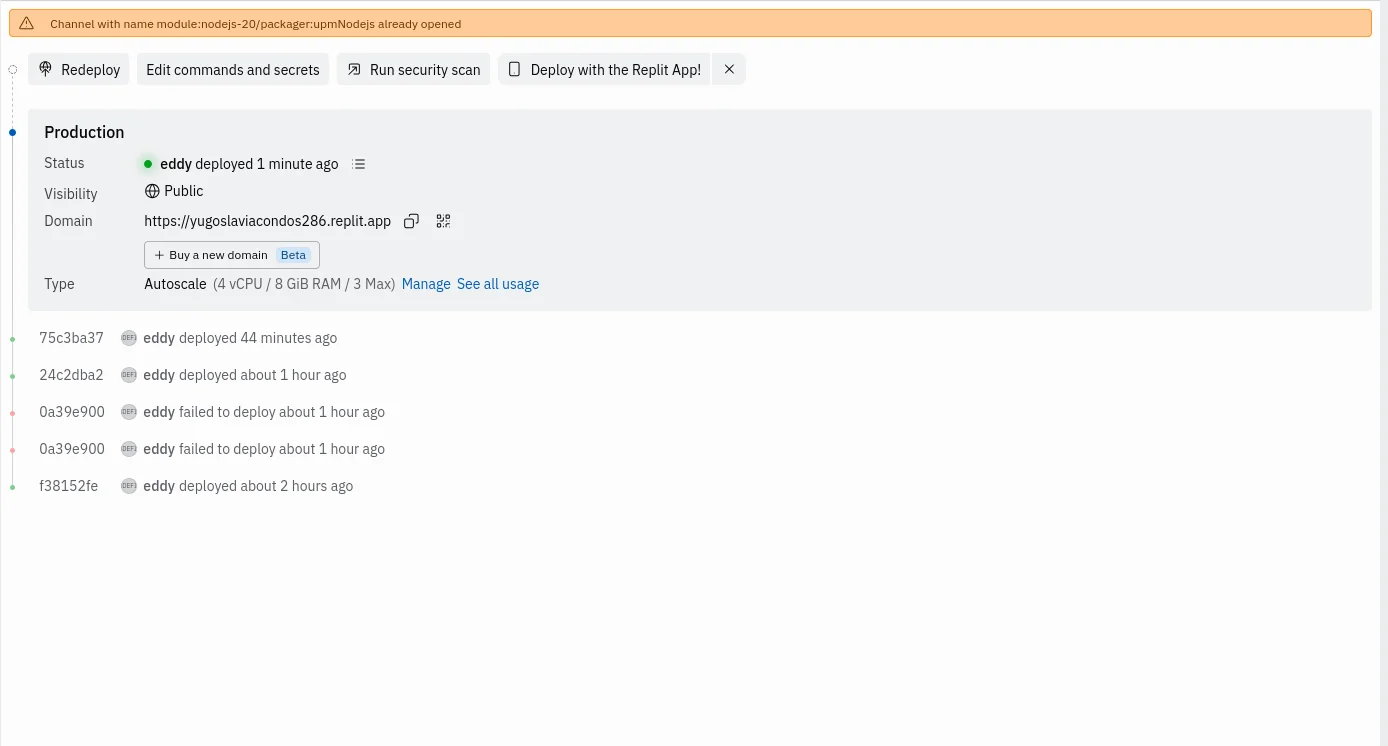 Channel with name module:nodejs-20/packager:upmNodejs already opened
Redeploy Edit commands and secrets Run security scan Deploy with the Replit App!
Production
Status eddy deployed 1 minute ago
Visibility Public
Domain https://yugoslaviacondos286.replit.app
+ Buy a new domain Beta
Type Autoscale (4 vCPU / 8 GiB RAM / 3 Max) Manage See all usage
75c3ba37 eddy deployed 44 minutes ago
24c2dba2 eddy deployed about 1 hour ago
0a39e900 eddy failed to deploy about 1 hour ago
0a39e900 eddy failed to deploy about 1 hour ago
f38152fe eddy deployed about 2 hours ago